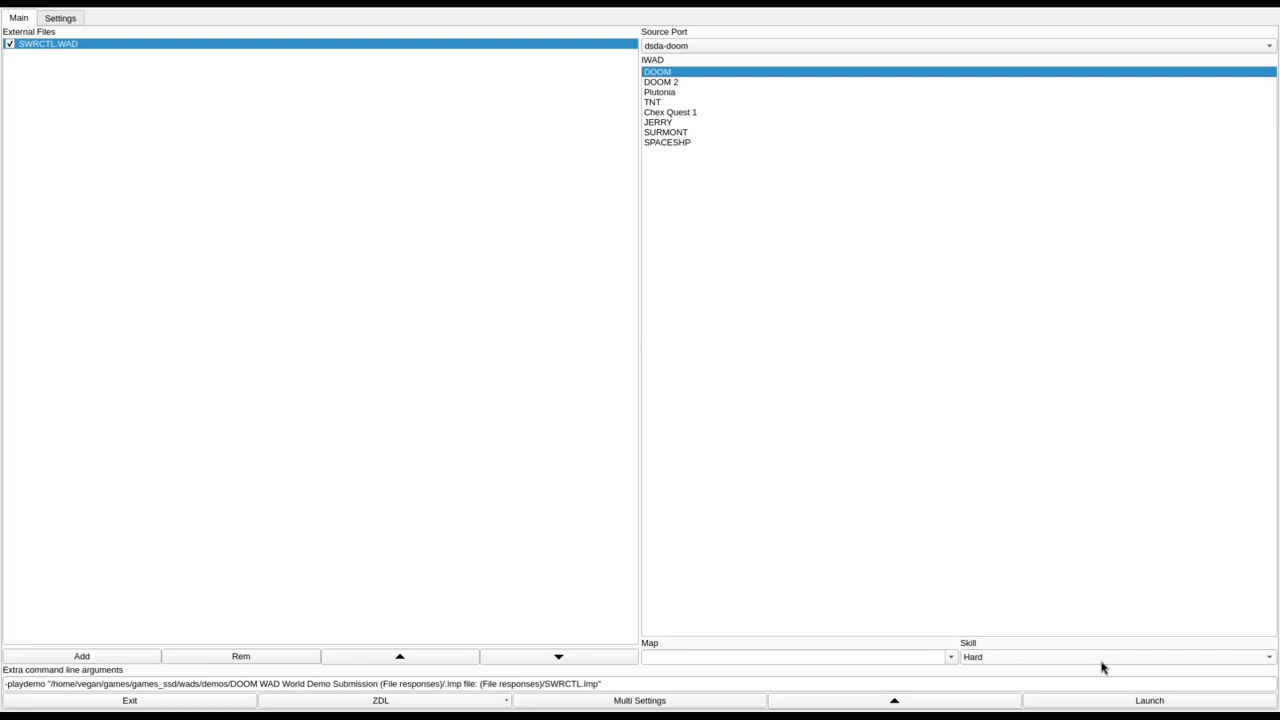 Main Settings
External Files
SWRCTL.WAD
Source Port
dsda-doom
IWAD
DOOM
DOOM 2
Plutonia
TNT
Chex Quest 1
JERRY
SURMONT
SPACESHP
Map Skill
Hard
Add Rem
Extra command line arguments
-playdemo "/home/vegan/games/games_ssd/wads/demos/DOOM WAD World Demo Submission (File responses)/.lmp file: (File responses)/SWRCTL.lmp"
Exit ZDL Multi Settings Launch